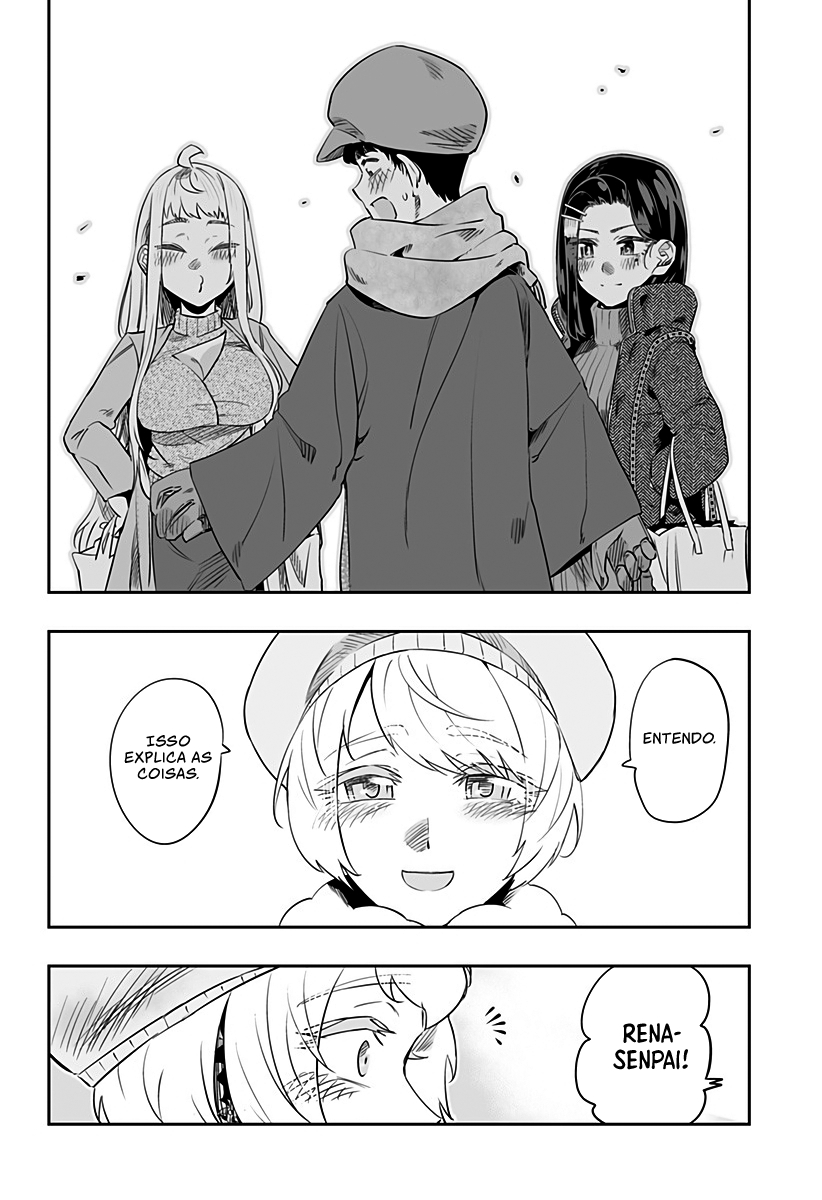 ENTENDO.
ISSO
EXPLICA AS
COISAS.
RENA-
SENPAI!